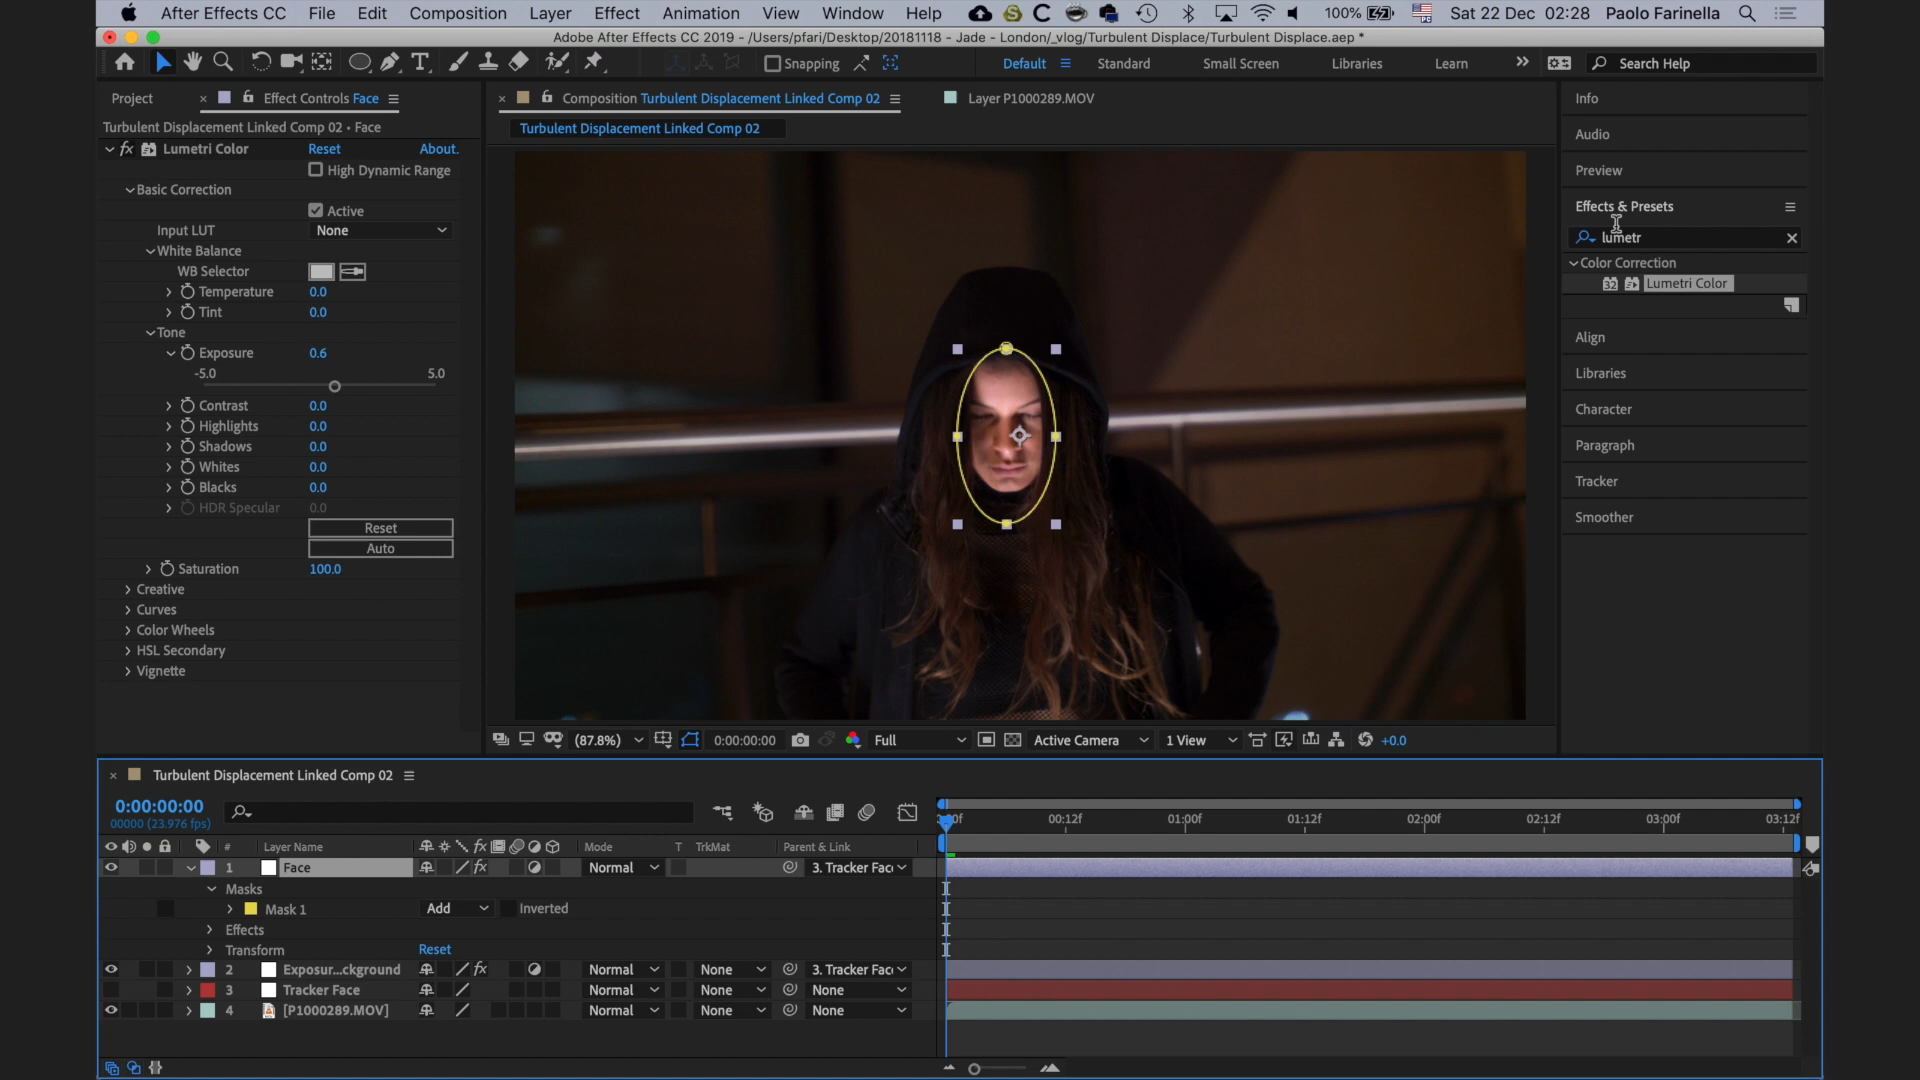 After Effects CC File Edit Composition Layer Effect Animation View Window Help 100% Sat 22 Dec 02:28 Paolo Farinella
Adobe After Effects CC 2019 - /Users/pfari/Desktop/20181118 - Jade - London/_vlog/Turbulent Displace/Turbulent Displace.aep *
Snapping Default Standard Small Screen Libraries Learn Search Help
Project Effect Controls Face Composition Turbulent Displacement Linked Comp 02 Layer P1000289.MOV Info
Turbulent Displacement Linked Comp 02 • Face
Turbulent Displacement Linked Comp 02
Audio
Lumetri Color Reset About.
High Dynamic Range
Preview
Basic Correction
Effects & Presets
Active
Input LUT None
lumetr
White Balance
Color Correction
WB Selector
32 Lumetri Color
Temperature 0.0
Tint 0.0
Tone
Align
Exposure 0.6
-5.0 5.0
Libraries
Contrast 0.0
Character
Highlights 0.0
Shadows 0.0
Paragraph
Whites 0.0
Tracker
Blacks 0.0
HDR Specular 0.0
Smoother
Reset
Auto
Saturation 100.0
Creative
Curves
Color Wheels
HSL Secondary
Vignette
(87.8%) 0:00:00:00 Full Active Camera 1 View +0.0
Turbulent Displacement Linked Comp 02
0:00:00:00
00000 (23.976 fps)
00:12f 01:00f 01:12f 02:00f 02:12f 03:00f 03:12f
# Layer Name fx Mode T TrkMat Parent & Link
1 Face fx Normal 3. Tracker Fac
Masks
Mask 1 Add Inverted
Effects
Transform Reset
2 Exposur...ckground fx Normal None 3. Tracker Fac
3 Tracker Face Normal None None
4 [P1000289.MOV] Normal None None